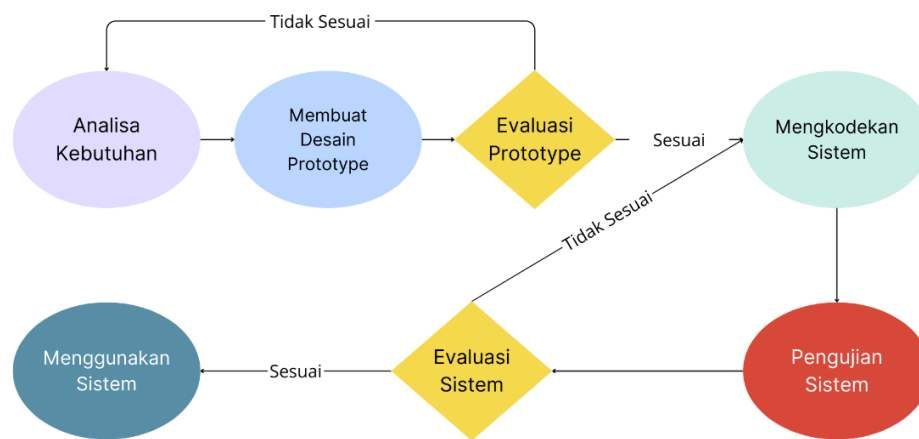 Tidak Sesuai
Analisa
Kebutuhan
Membuat
Desain
Prototype
Evaluasi
Prototype
Sesuai
Mengkodekan
Sistem
Tidak Sesuai
Menggunakan
Sistem
Sesuai
Evaluasi
Sistem
Pengujian
Sistem